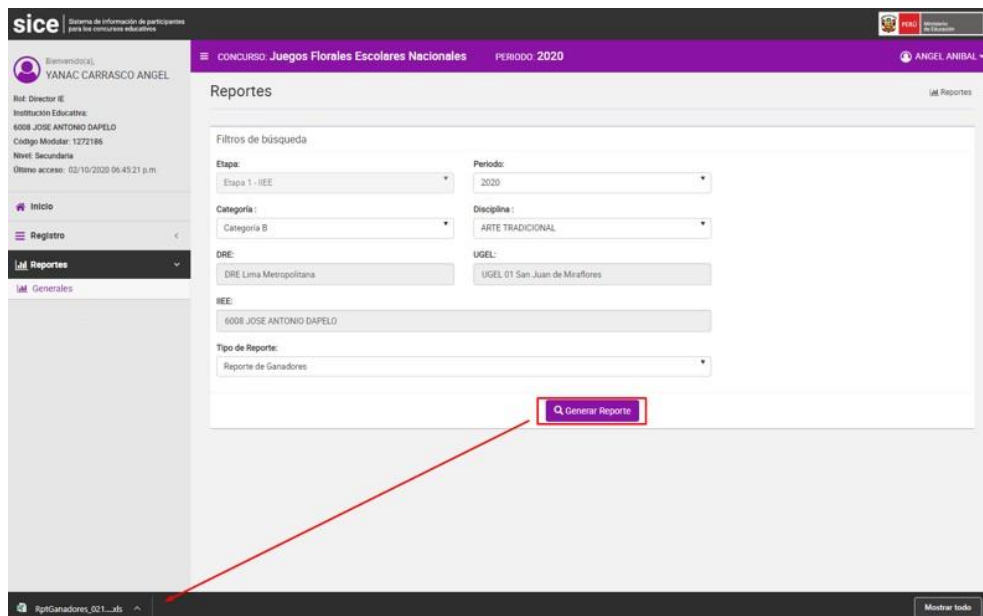 sice
Sistema de información de participantes
para los concursos educativos
PERÚ
Ministerio
de Educación
Bienvenido(a),
YANAC CARRASCO ANGEL
Rol: Director IE
Institución Educativa:
6008 JOSE ANTONIO DAPELO
Código Modular: 1272186
Nivel: Secundaria
Último acceso: 02/10/2020 06:45:21 p.m.
Inicio
Registro
Reportes
Generales
CONCURSO: Juegos Florales Escolares Nacionales PERIODO: 2020
ANGEL ANIBAL
Reportes
Reportes
Filtros de búsqueda
Etapa:
Etapa 1 - IIEE
Periodo:
2020
Categoría :
Categoría B
Disciplina :
ARTE TRADICIONAL
DRE:
DRE Lima Metropolitana
UGEL:
UGEL 01 San Juan de Miraflores
IIEE:
6008 JOSE ANTONIO DAPELO
Tipo de Reporte:
Reporte de Ganadores
Generar Reporte
RptGanadores_021....xls
Mostrar todo